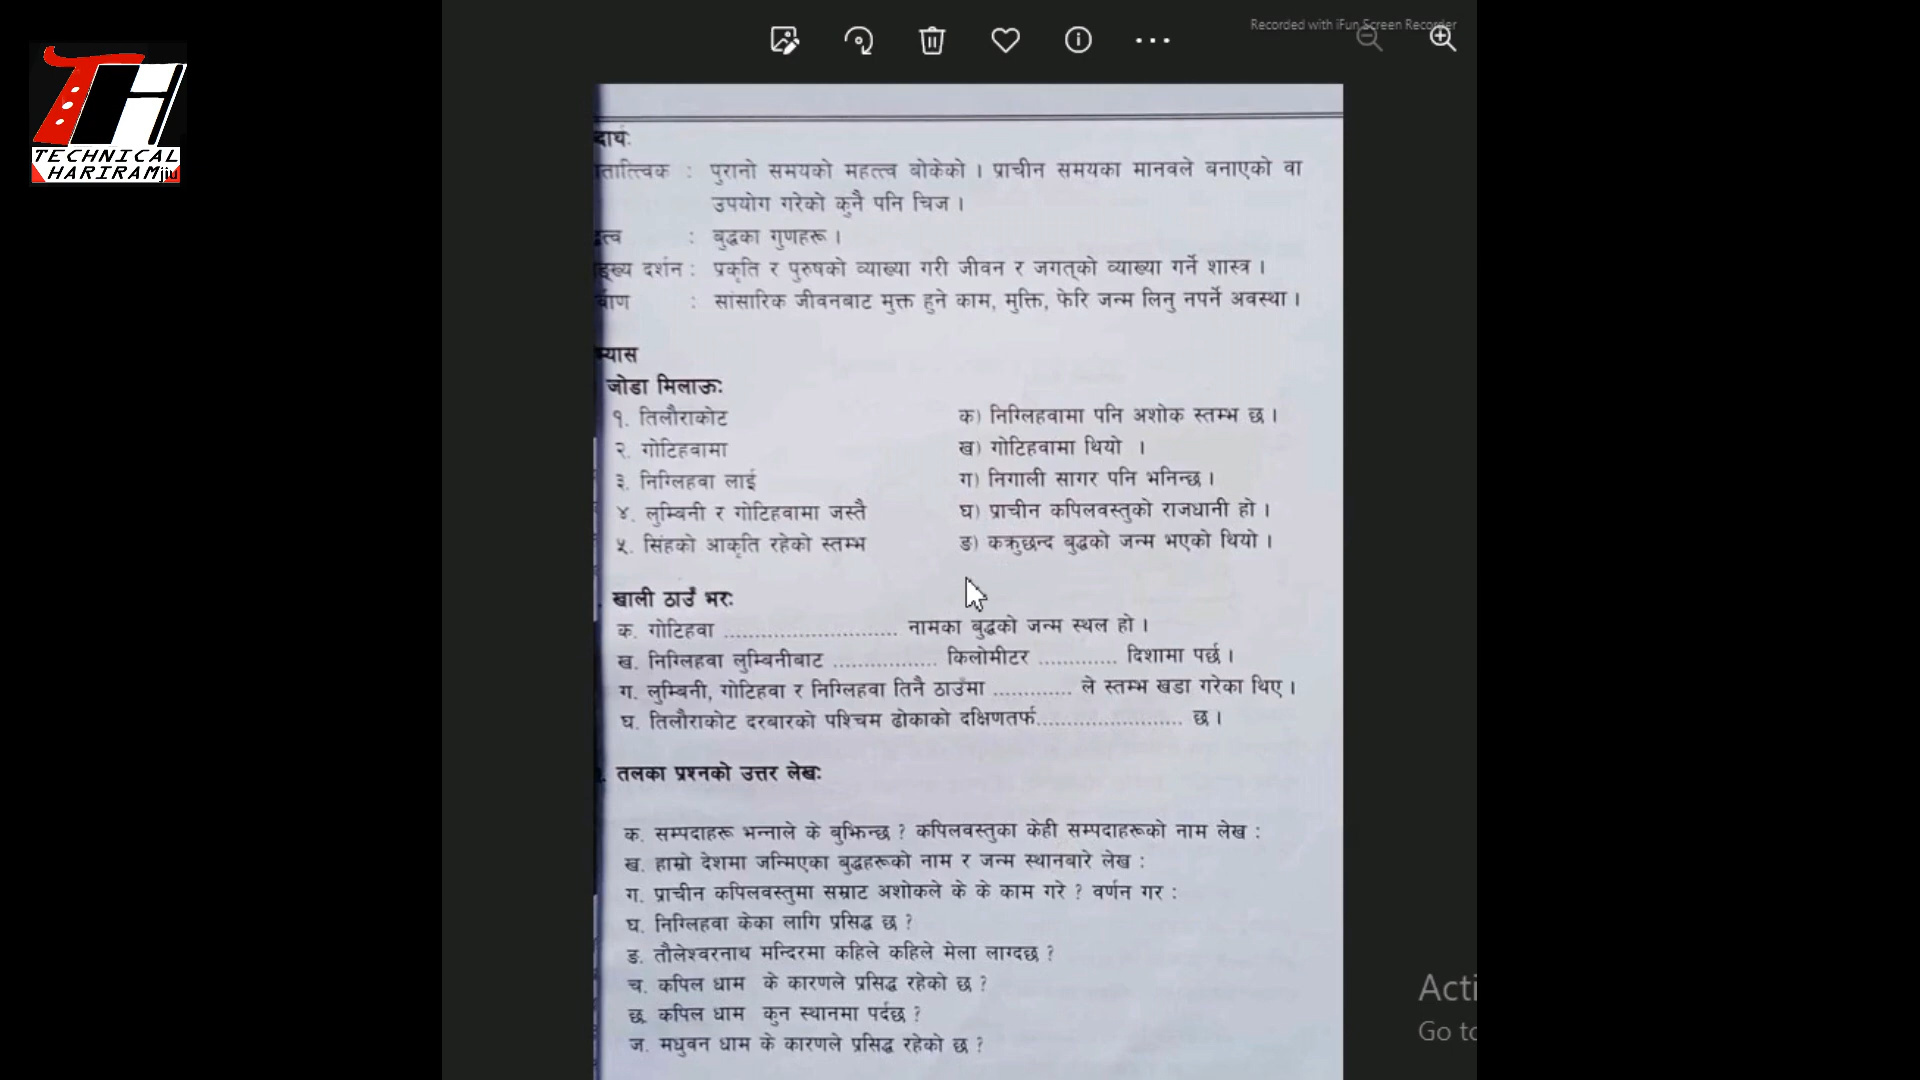 Recorded with iFun Screen Recorder
TECHNICAL
HARIRAMjiu
दार्थः
तात्त्विक : पुरानो समयको महत्त्व बोकेको । प्राचीन समयका मानवले बनाएको वा
उपयोग गरेको कुनै पनि चिज ।
: बुद्धका गुणहरू ।
दर्शन : प्रकृति र पुरुषको व्याख्या गरी जीवन र जगत्को व्याख्या गर्ने शास्त्र ।
: सांसारिक जीवनबाट मुक्त हुने काम, मुक्ति, फेरि जन्म लिनु नपर्ने अवस्था ।
भ्यास
जोडा मिलाऊः
१. तिलौराकोट क) निग्लिहवामा पनि अशोक स्तम्भ छ ।
२. गोटिहवामा ख) गोटिहवामा थियो ।
३. निग्लिहवा लाई ग) निगाली सागर पनि भनिन्छ ।
४. लुम्बिनी र गोटिहवामा जस्तै घ) प्राचीन कपिलवस्तुको राजधानी हो ।
५. सिंहको आकृति रहेको स्तम्भ ङ) कक्रुछन्द बुद्धको जन्म भएको थियो ।
खाली ठाउँ भरः
क. गोटिहवा ............................ नामका बुद्धको जन्म स्थल हो ।
ख. निग्लिहवा लुम्बिनीबाट ................. किलोमीटर ............. दिशामा पर्छ ।
ग. लुम्बिनी, गोटिहवा र निग्लिहवा तिनै ठाउँमा ............. ले स्तम्भ खडा गरेका थिए ।
घ. तिलौराकोट दरबारको पश्चिम ढोकाको दक्षिणतर्फ........................ छ ।
तलका प्रश्नको उत्तर लेखः
क. सम्पदाहरू भन्नाले के बुझिन्छ ? कपिलवस्तुका केही सम्पदाहरूको नाम लेख :
ख. हाम्रो देशमा जन्मिएका बुद्धहरूको नाम र जन्म स्थानबारे लेख :
ग. प्राचीन कपिलवस्तुमा सम्राट अशोकले के के काम गरे ? वर्णन गर :
घ. निग्लिहवा केका लागि प्रसिद्ध छ ?
ङ. तौलेश्वरनाथ मन्दिरमा कहिले कहिले मेला लाग्दछ ?
च. कपिल धाम के कारणले प्रसिद्ध रहेको छ ?
छ. कपिल धाम कुन स्थानमा पर्दछ ?
ज. मधुवन धाम के कारणले प्रसिद्ध रहेको छ ?
Acti
Go to